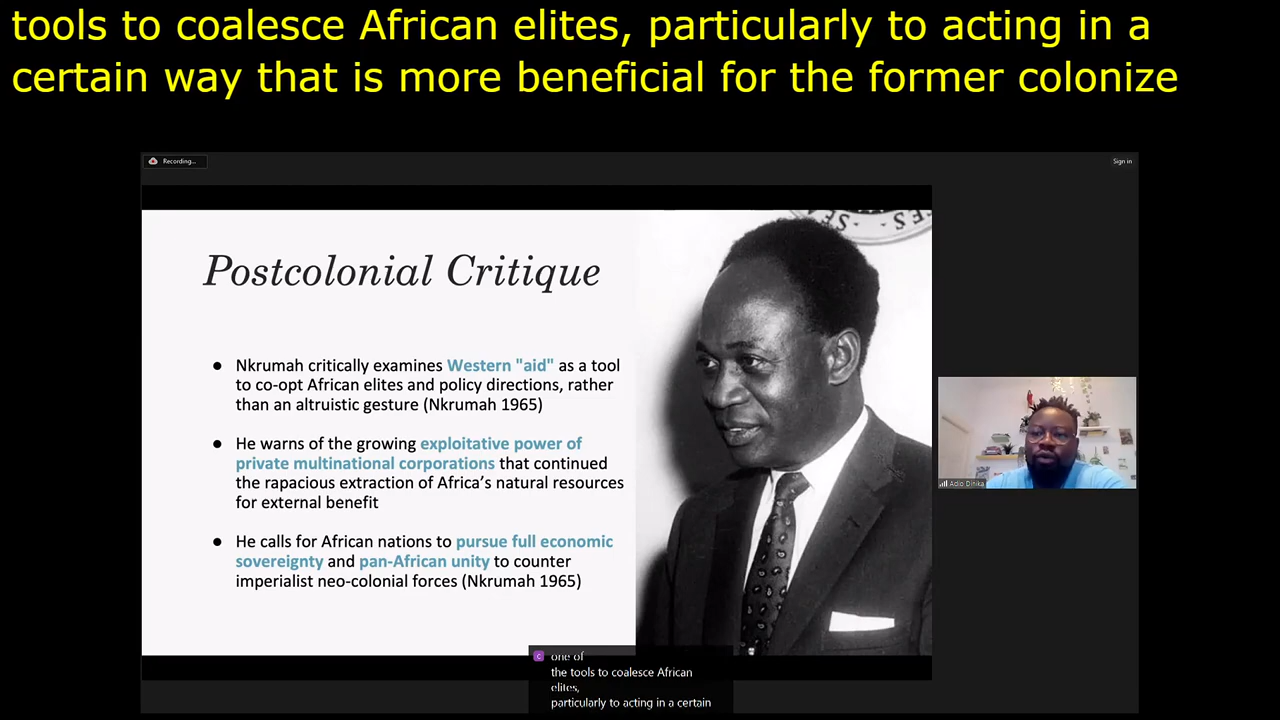 tools to coalesce African elites, particularly to acting in a
certain way that is more beneficial for the former colonize
Recording...
Sign in
Postcolonial Critique
● Nkrumah critically examines Western "aid" as a tool
to co-opt African elites and policy directions, rather
than an altruistic gesture (Nkrumah 1965)
● He warns of the growing exploitative power of
private multinational corporations that continued
the rapacious extraction of Africa's natural resources
for external benefit
● He calls for African nations to pursue full economic
sovereignty and pan-African unity to counter
imperialist neo-colonial forces (Nkrumah 1965)
Adio Dinika
C one of
the tools to coalesce African
elites,
particularly to acting in a certain